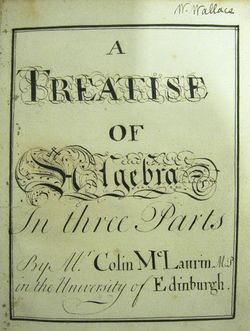 W. Wallace
A
TREATISE
OF
Algebra
In three Parts
By Mr Colin McLaurin M.P.
in the University of Edinburgh.